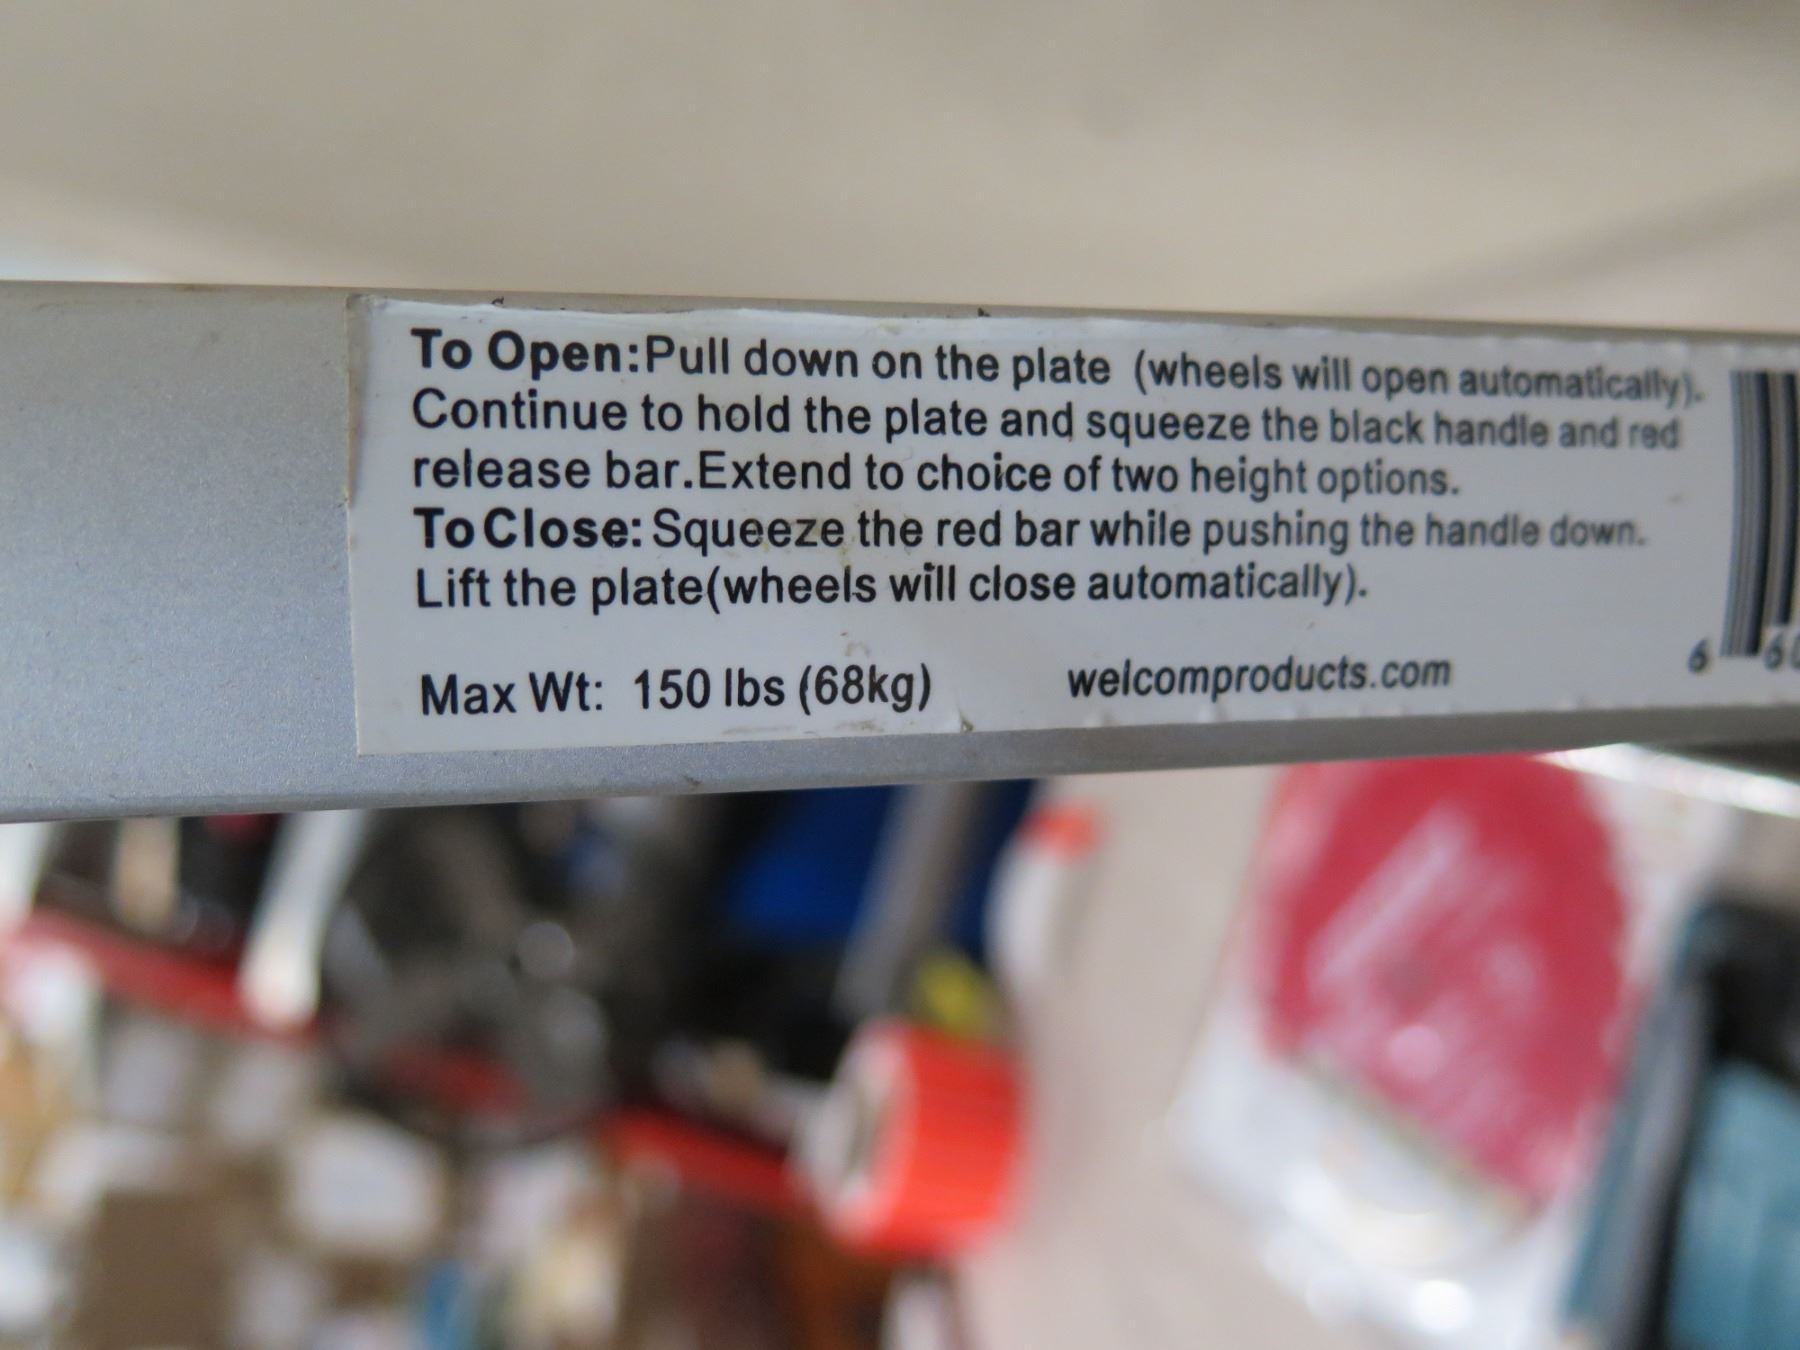 To Open:Pull down on the plate (wheels will open automatically).
Continue to hold the plate and squeeze the black handle and red
release bar.Extend to choice of two height options.
To Close: Squeeze the red bar while pushing the handle down.
Lift the plate(wheels will close automatically).
Max Wt: 150 lbs (68kg) welcomproducts.com
6 60